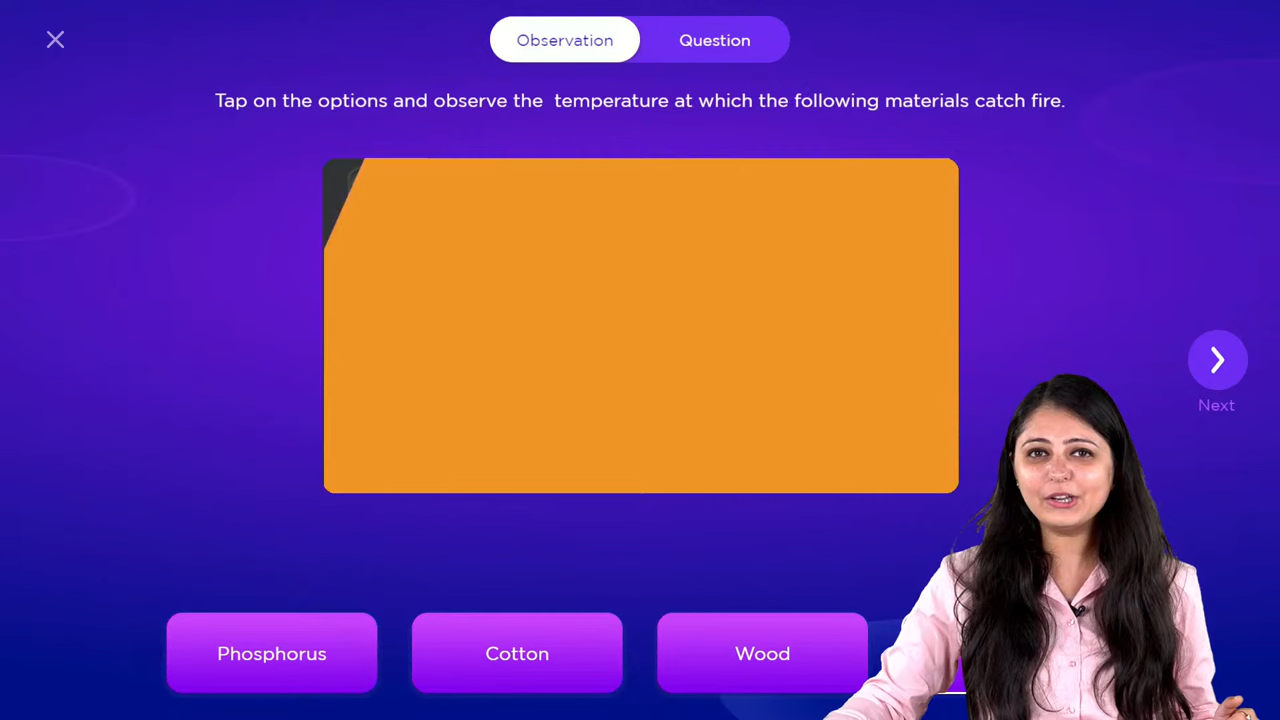 Observation
Question
Tap on the options and observe the temperature at which the following materials catch fire.
Next
Phosphorus
Cotton
Wood